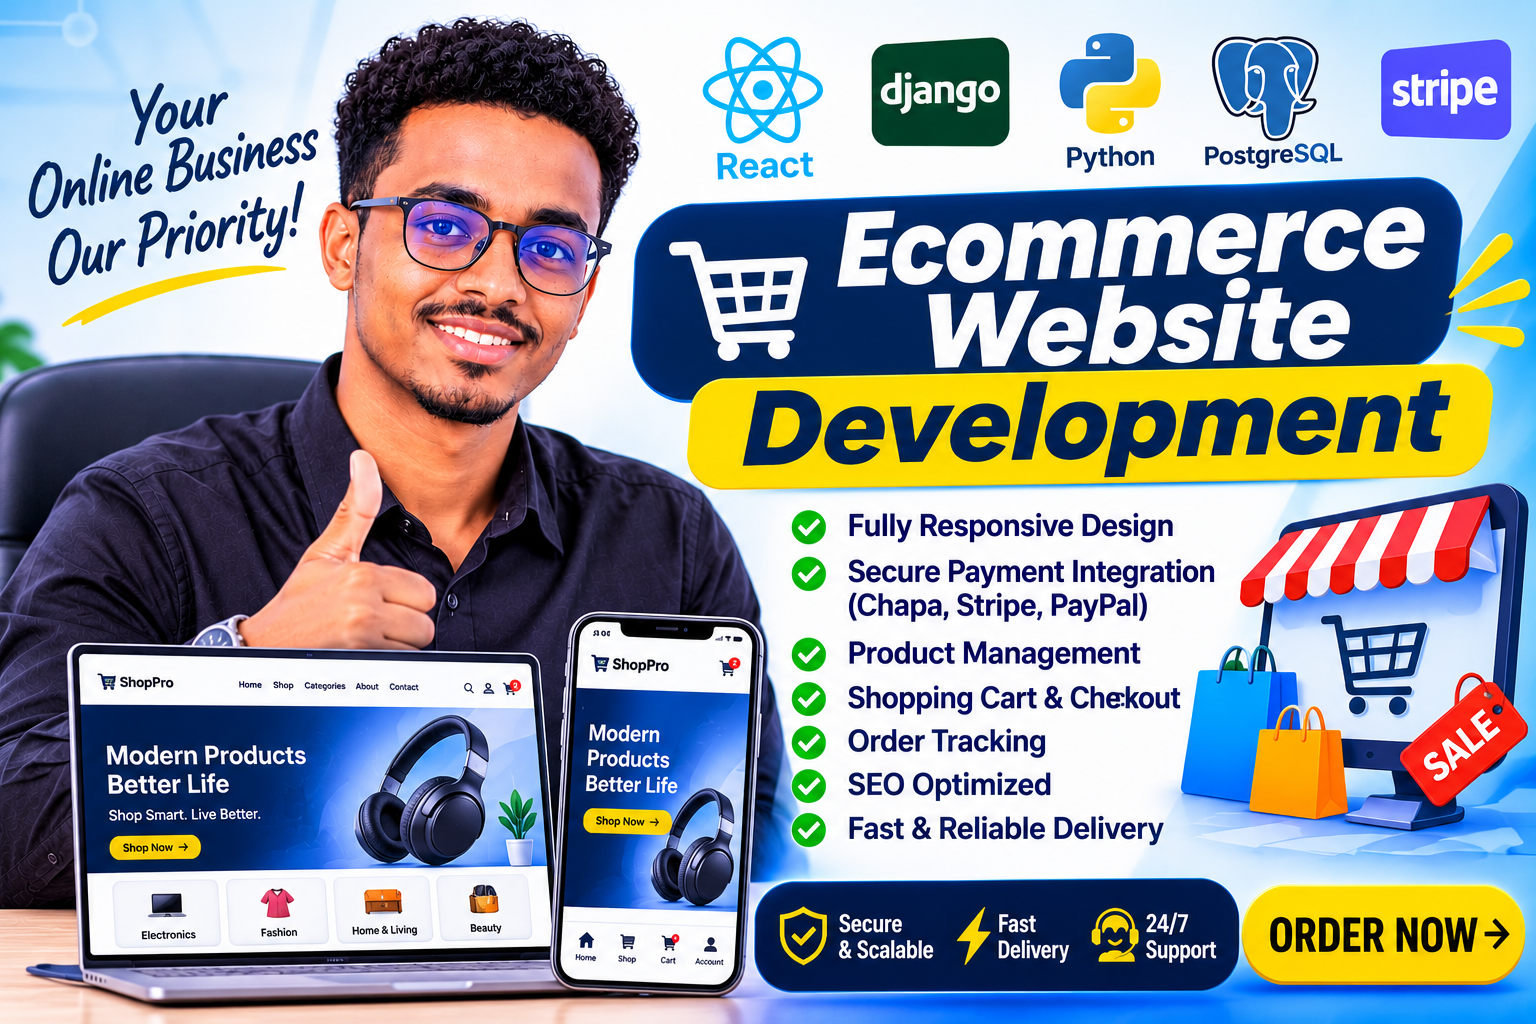 Your
Online Business
Our Priority!
React
django
Python
PostgreSQL
stripe
Ecommerce
Website
Development
Fully Responsive Design
Secure Payment Integration
(Chapa, Stripe, PayPal)
Product Management
Shopping Cart & Checkout
Order Tracking
SEO Optimized
Fast & Reliable Delivery
SALE
ShopPro
Home Shop Categories About Contact
2
Modern Products
Better Life
Shop Smart. Live Better.
Shop Now →
Electronics
Fashion
Home & Living
Beauty
ShopPro
2
Modern
Products
Better Life
Shop Now →
Home
Shop
Cart
Account
Secure
& Scalable
Fast
Delivery
24/7
Support
ORDER NOW →